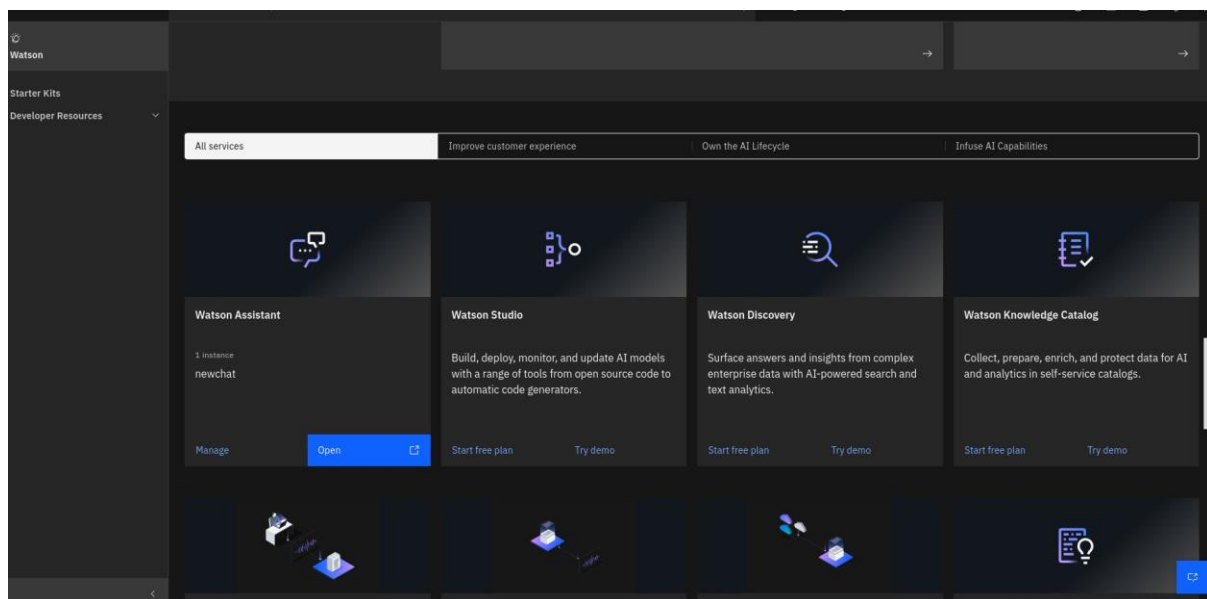 Watson
Starter Kits
Developer Resources
All services
Improve customer experience
Own the AI Lifecycle
Infuse AI Capabilities
Watson Assistant
1 instance
newchat
Manage
Open
Watson Studio
Build, deploy, monitor, and update AI models
with a range of tools from open source code to
automatic code generators.
Start free plan
Try demo
Watson Discovery
Surface answers and insights from complex
enterprise data with AI-powered search and
text analytics.
Start free plan
Try demo
Watson Knowledge Catalog
Collect, prepare, enrich, and protect data for AI
and analytics in self-service catalogs.
Start free plan
Try demo